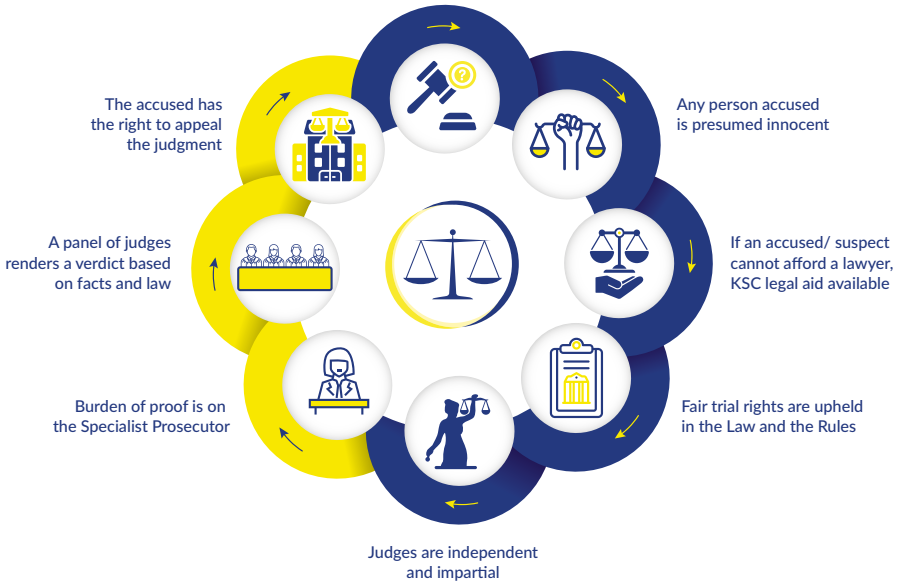 Any person accused
is presumed innocent
If an accused/ suspect
cannot afford a lawyer,
KSC legal aid available
Fair trial rights are upheld
in the Law and the Rules
Judges are independent
and impartial
Burden of proof is on
the Specialist Prosecutor
A panel of judges
renders a verdict based
on facts and law
The accused has
the right to appeal
the judgment
?